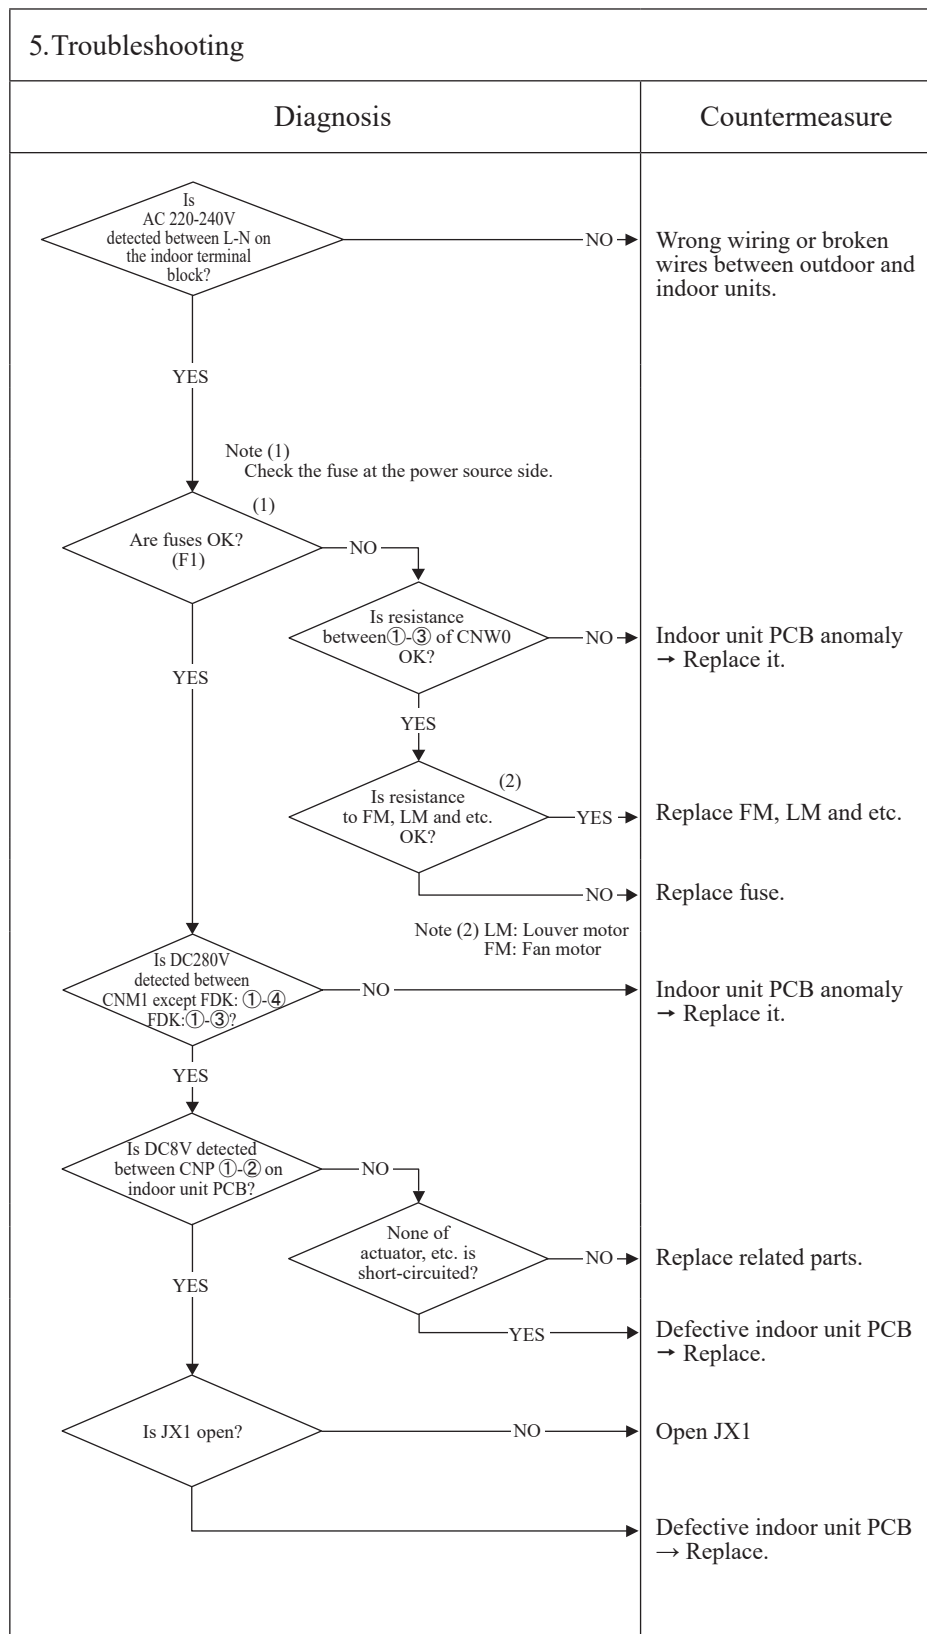 5.Troubleshooting
Diagnosis
Countermeasure
Is
AC 220-240V
detected between L-N on
the indoor terminal
block?
NO
Wrong wiring or broken
wires between outdoor and
indoor units.
YES
Note (1)
Check the fuse at the power source side.
(1)
Are fuses OK?
(F1)
NO
Is resistance
between①-③ of CNW0
OK?
NO
Indoor unit PCB anomaly
→ Replace it.
YES
YES
(2)
Is resistance
to FM, LM and etc.
OK?
YES
Replace FM, LM and etc.
NO
Replace fuse.
Note (2) LM: Louver motor
FM: Fan motor
Is DC280V
detected between
CNM1 except FDK: ①-④
FDK:①-③?
NO
Indoor unit PCB anomaly
→ Replace it.
YES
Is DC8V detected
between CNP ①-② on
indoor unit PCB?
NO
None of
actuator, etc. is
short-circuited?
NO
Replace related parts.
YES
YES
Defective indoor unit PCB
→ Replace.
Is JX1 open?
NO
Open JX1
Defective indoor unit PCB
→ Replace.